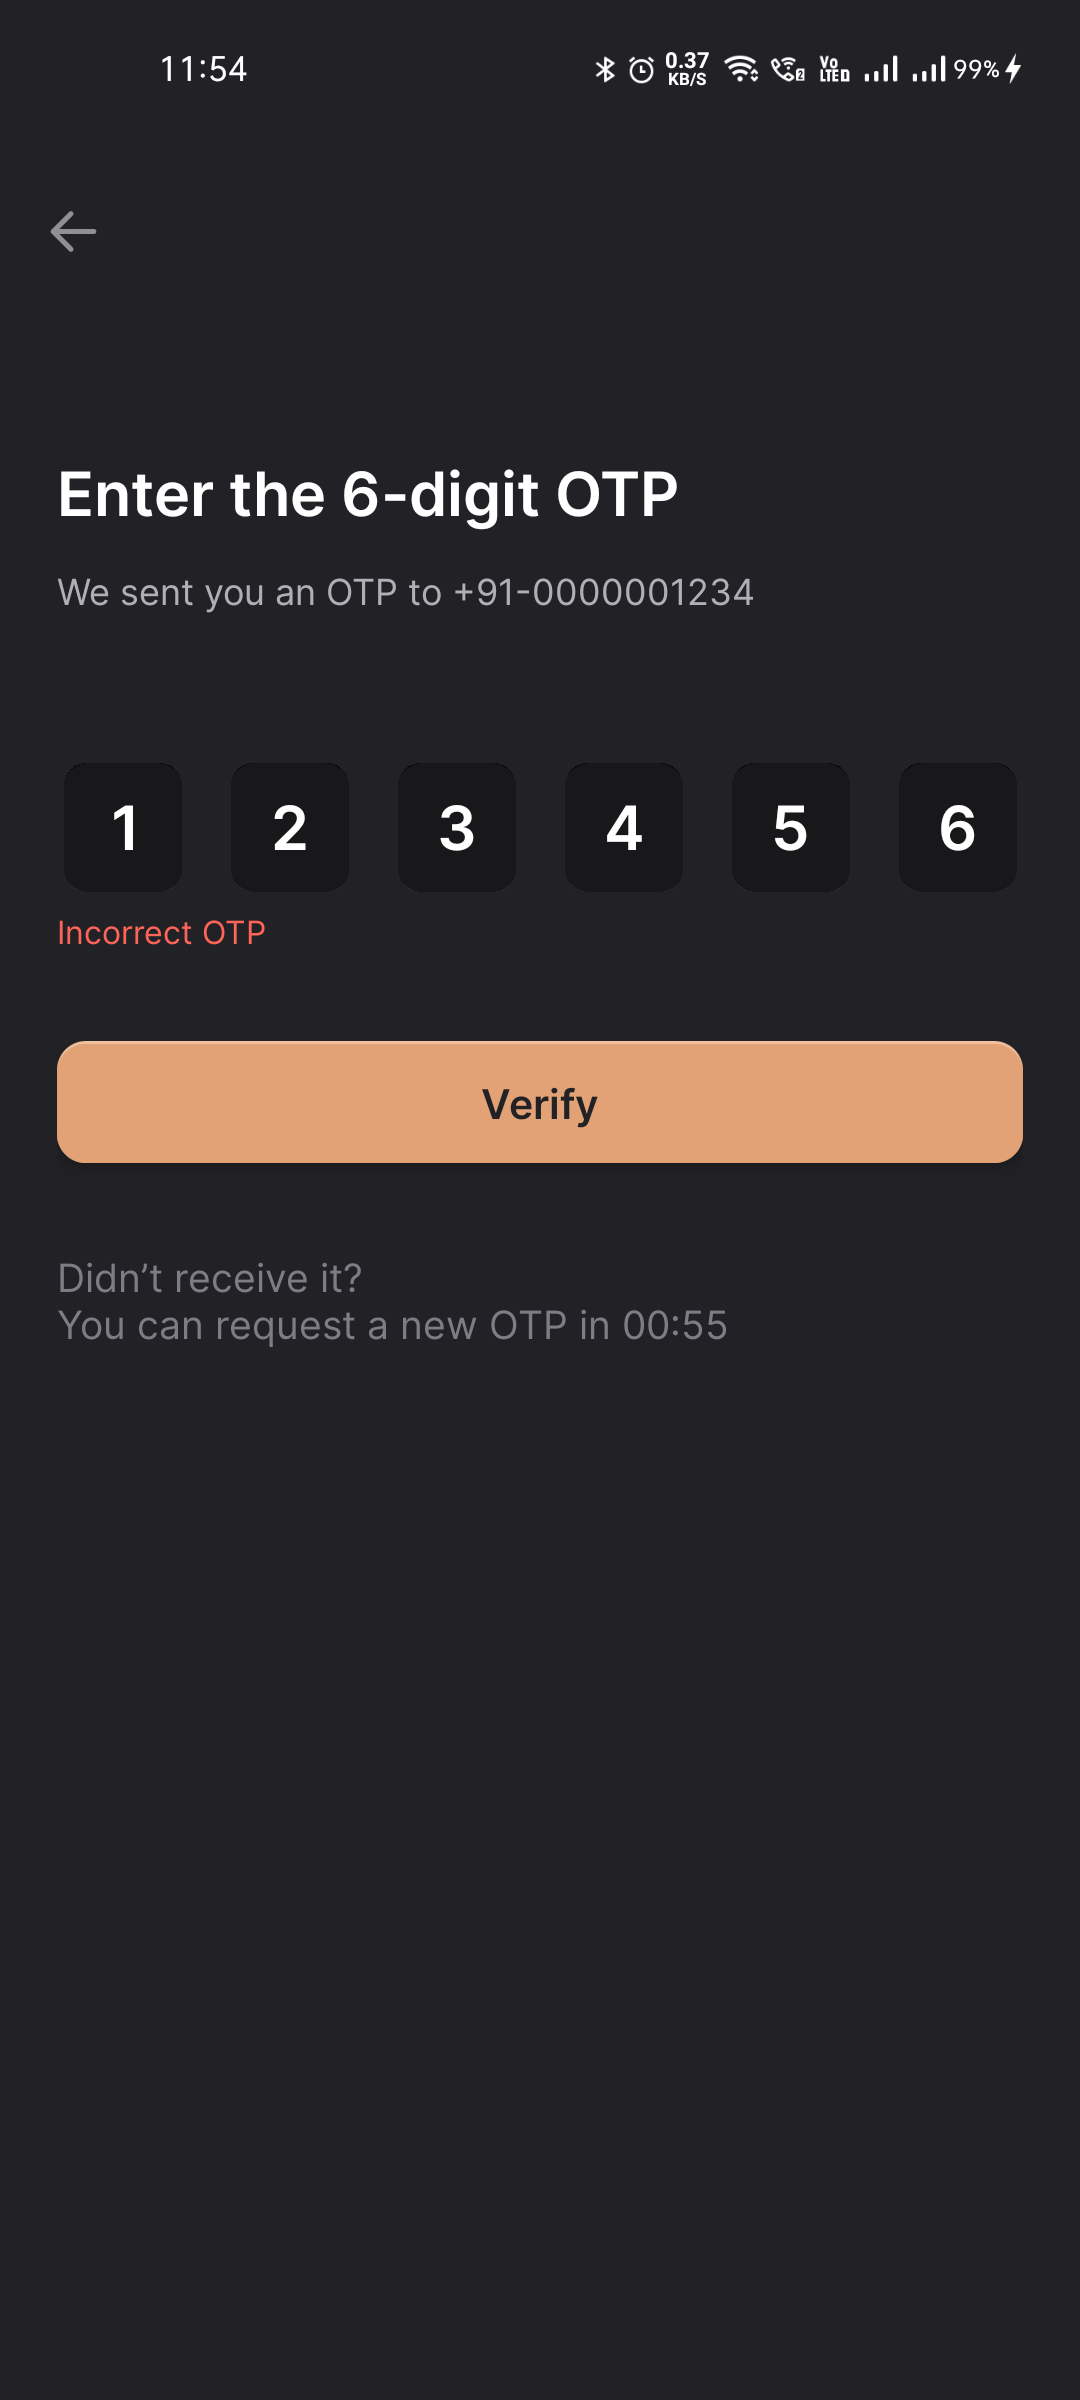 11:54
0.37
KB/S
2
Vo
LTE D
99%
Enter the 6-digit OTP
We sent you an OTP to +91-0000001234
1 2 3 4 5 6
Incorrect OTP
Verify
Didn’t receive it?
You can request a new OTP in 00:55